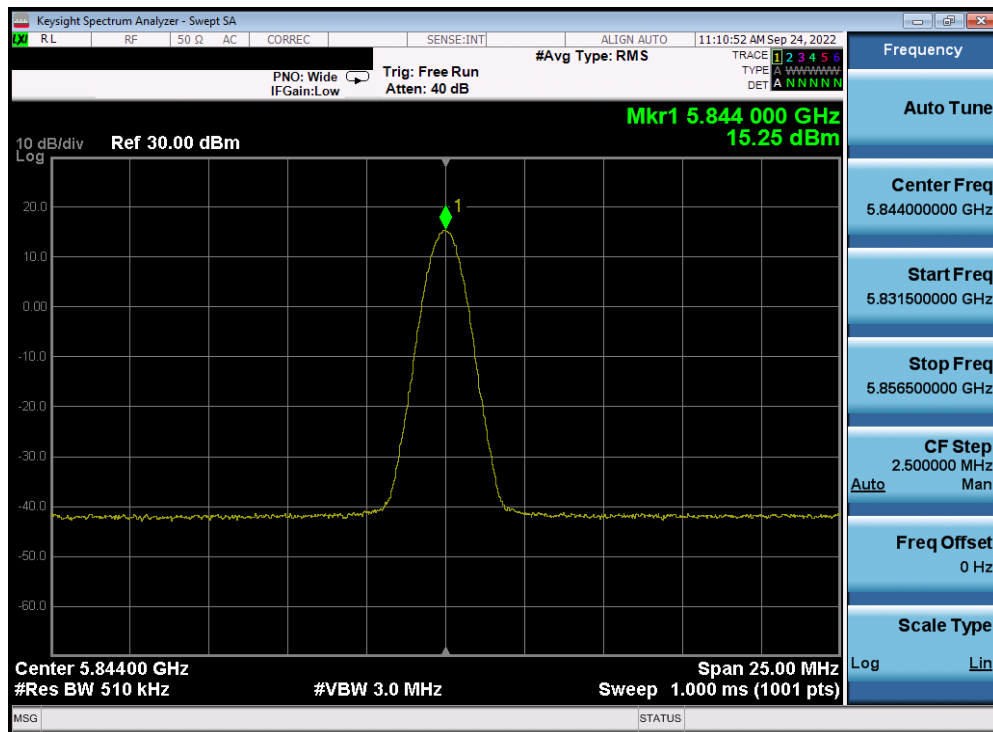 Keysight Spectrum Analyzer - Swept SA
LXI RL RF 50 Ω AC CORREC SENSE:INT ALIGN AUTO 11:10:52 AM Sep 24, 2022
#Avg Type: RMS
TRACE 1 2 3 4 5 6
TYPE A WWWWW
DET A N N N N N
PNO: Wide
IFGain:Low
Trig: Free Run
Atten: 40 dB
Mkr1 5.844 000 GHz
15.25 dBm
10 dB/div
Log
Ref 30.00 dBm
1
20.0
10.0
0.00
-10.0
-20.0
-30.0
-40.0
-50.0
-60.0
Center 5.84400 GHz
Span 25.00 MHz
#Res BW 510 kHz
#VBW 3.0 MHz
Sweep 1.000 ms (1001 pts)
MSG
STATUS
Frequency
Auto Tune
Center Freq
5.844000000 GHz
Start Freq
5.831500000 GHz
Stop Freq
5.856500000 GHz
CF Step
2.500000 MHz
Auto Man
Freq Offset
0 Hz
Scale Type
Log Lin